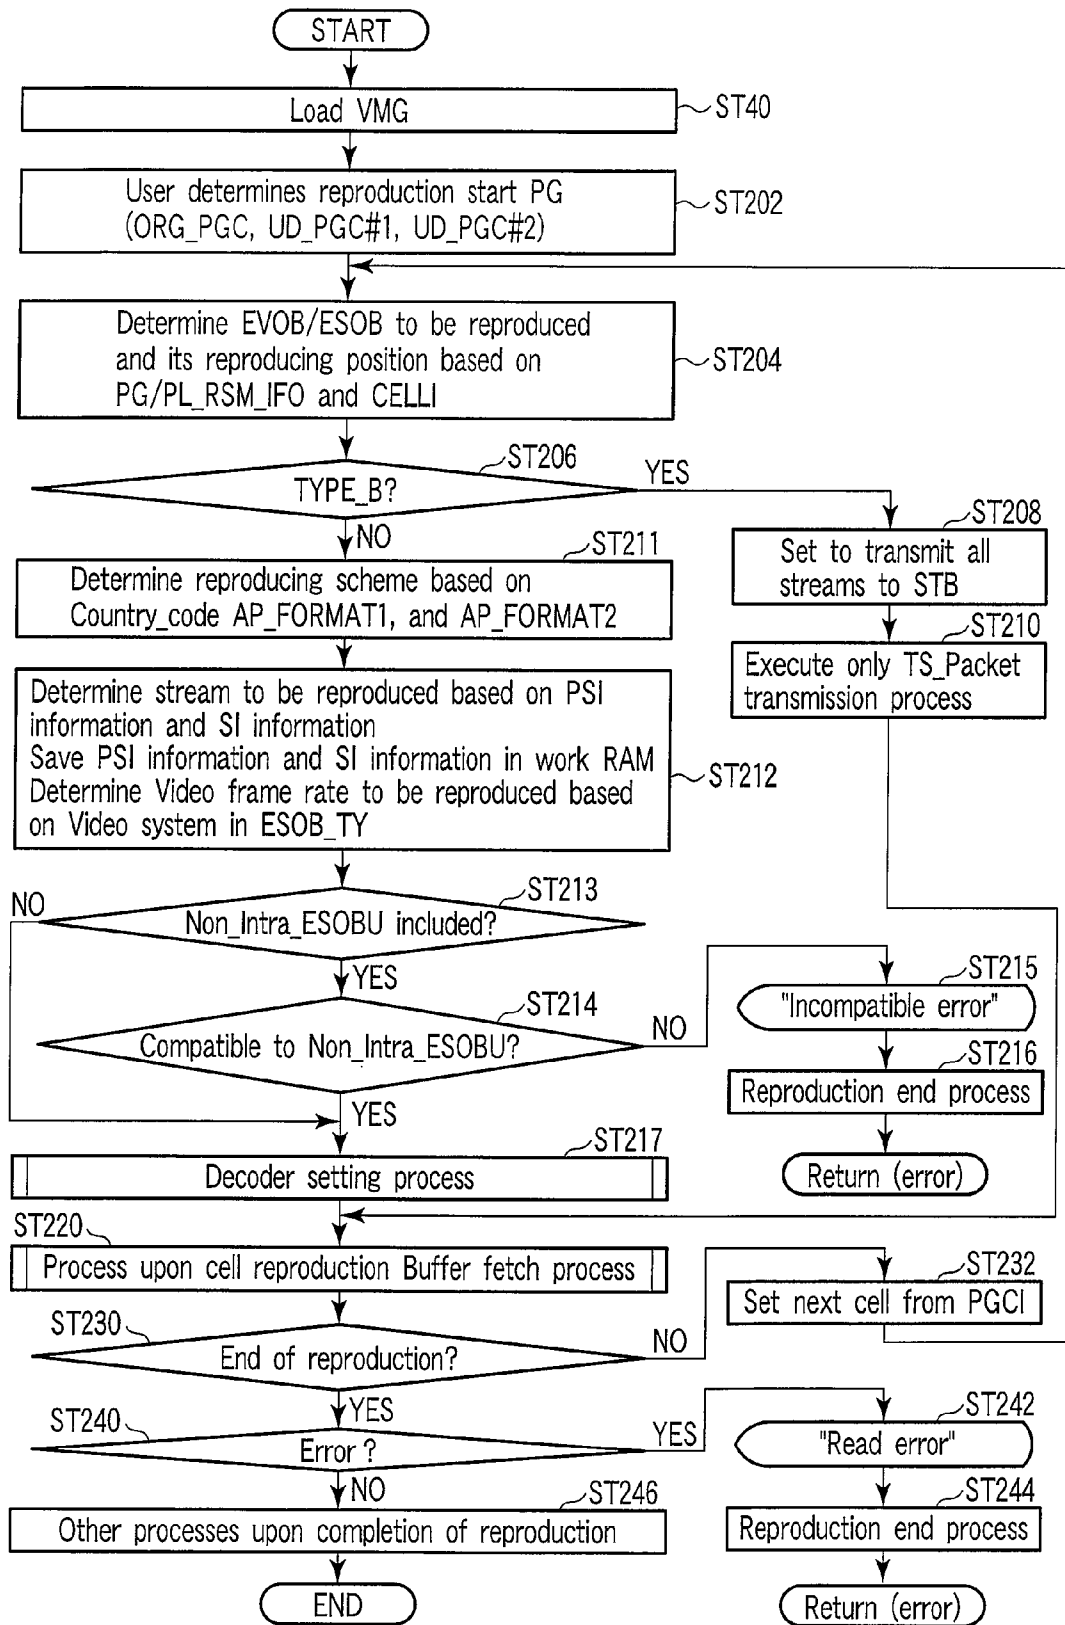 START
Load VMG
ST40
User determines reproduction start PG
(ORG_PGC, UD_PGC#1, UD_PGC#2)
ST202
Determine EVOB/ESOB to be reproduced
and its reproducing position based on
PG/PL_RSM_IFO and CELLI
ST204
ST206
TYPE_B?
YES
NO
ST208
Set to transmit all
streams to STB
ST210
Execute only TS_Packet
transmission process
ST211
Determine reproducing scheme based on
Country_code AP_FORMAT1, and AP_FORMAT2
Determine stream to be reproduced based on PSI
information and SI information
Save PSI information and SI information in work RAM
Determine Video frame rate to be reproduced based
on Video system in ESOB_TY
ST212
ST213
NO
Non_Intra_ESOBU included?
YES
ST214
Compatible to Non_Intra_ESOBU?
NO
YES
ST215
"Incompatible error"
ST216
Reproduction end process
Return (error)
ST217
Decoder setting process
ST220
Process upon cell reproduction Buffer fetch process
ST230
End of reproduction?
NO
YES
ST232
Set next cell from PGCI
ST240
Error?
YES
NO
ST242
"Read error"
ST244
Reproduction end process
Return (error)
ST246
Other processes upon completion of reproduction
END